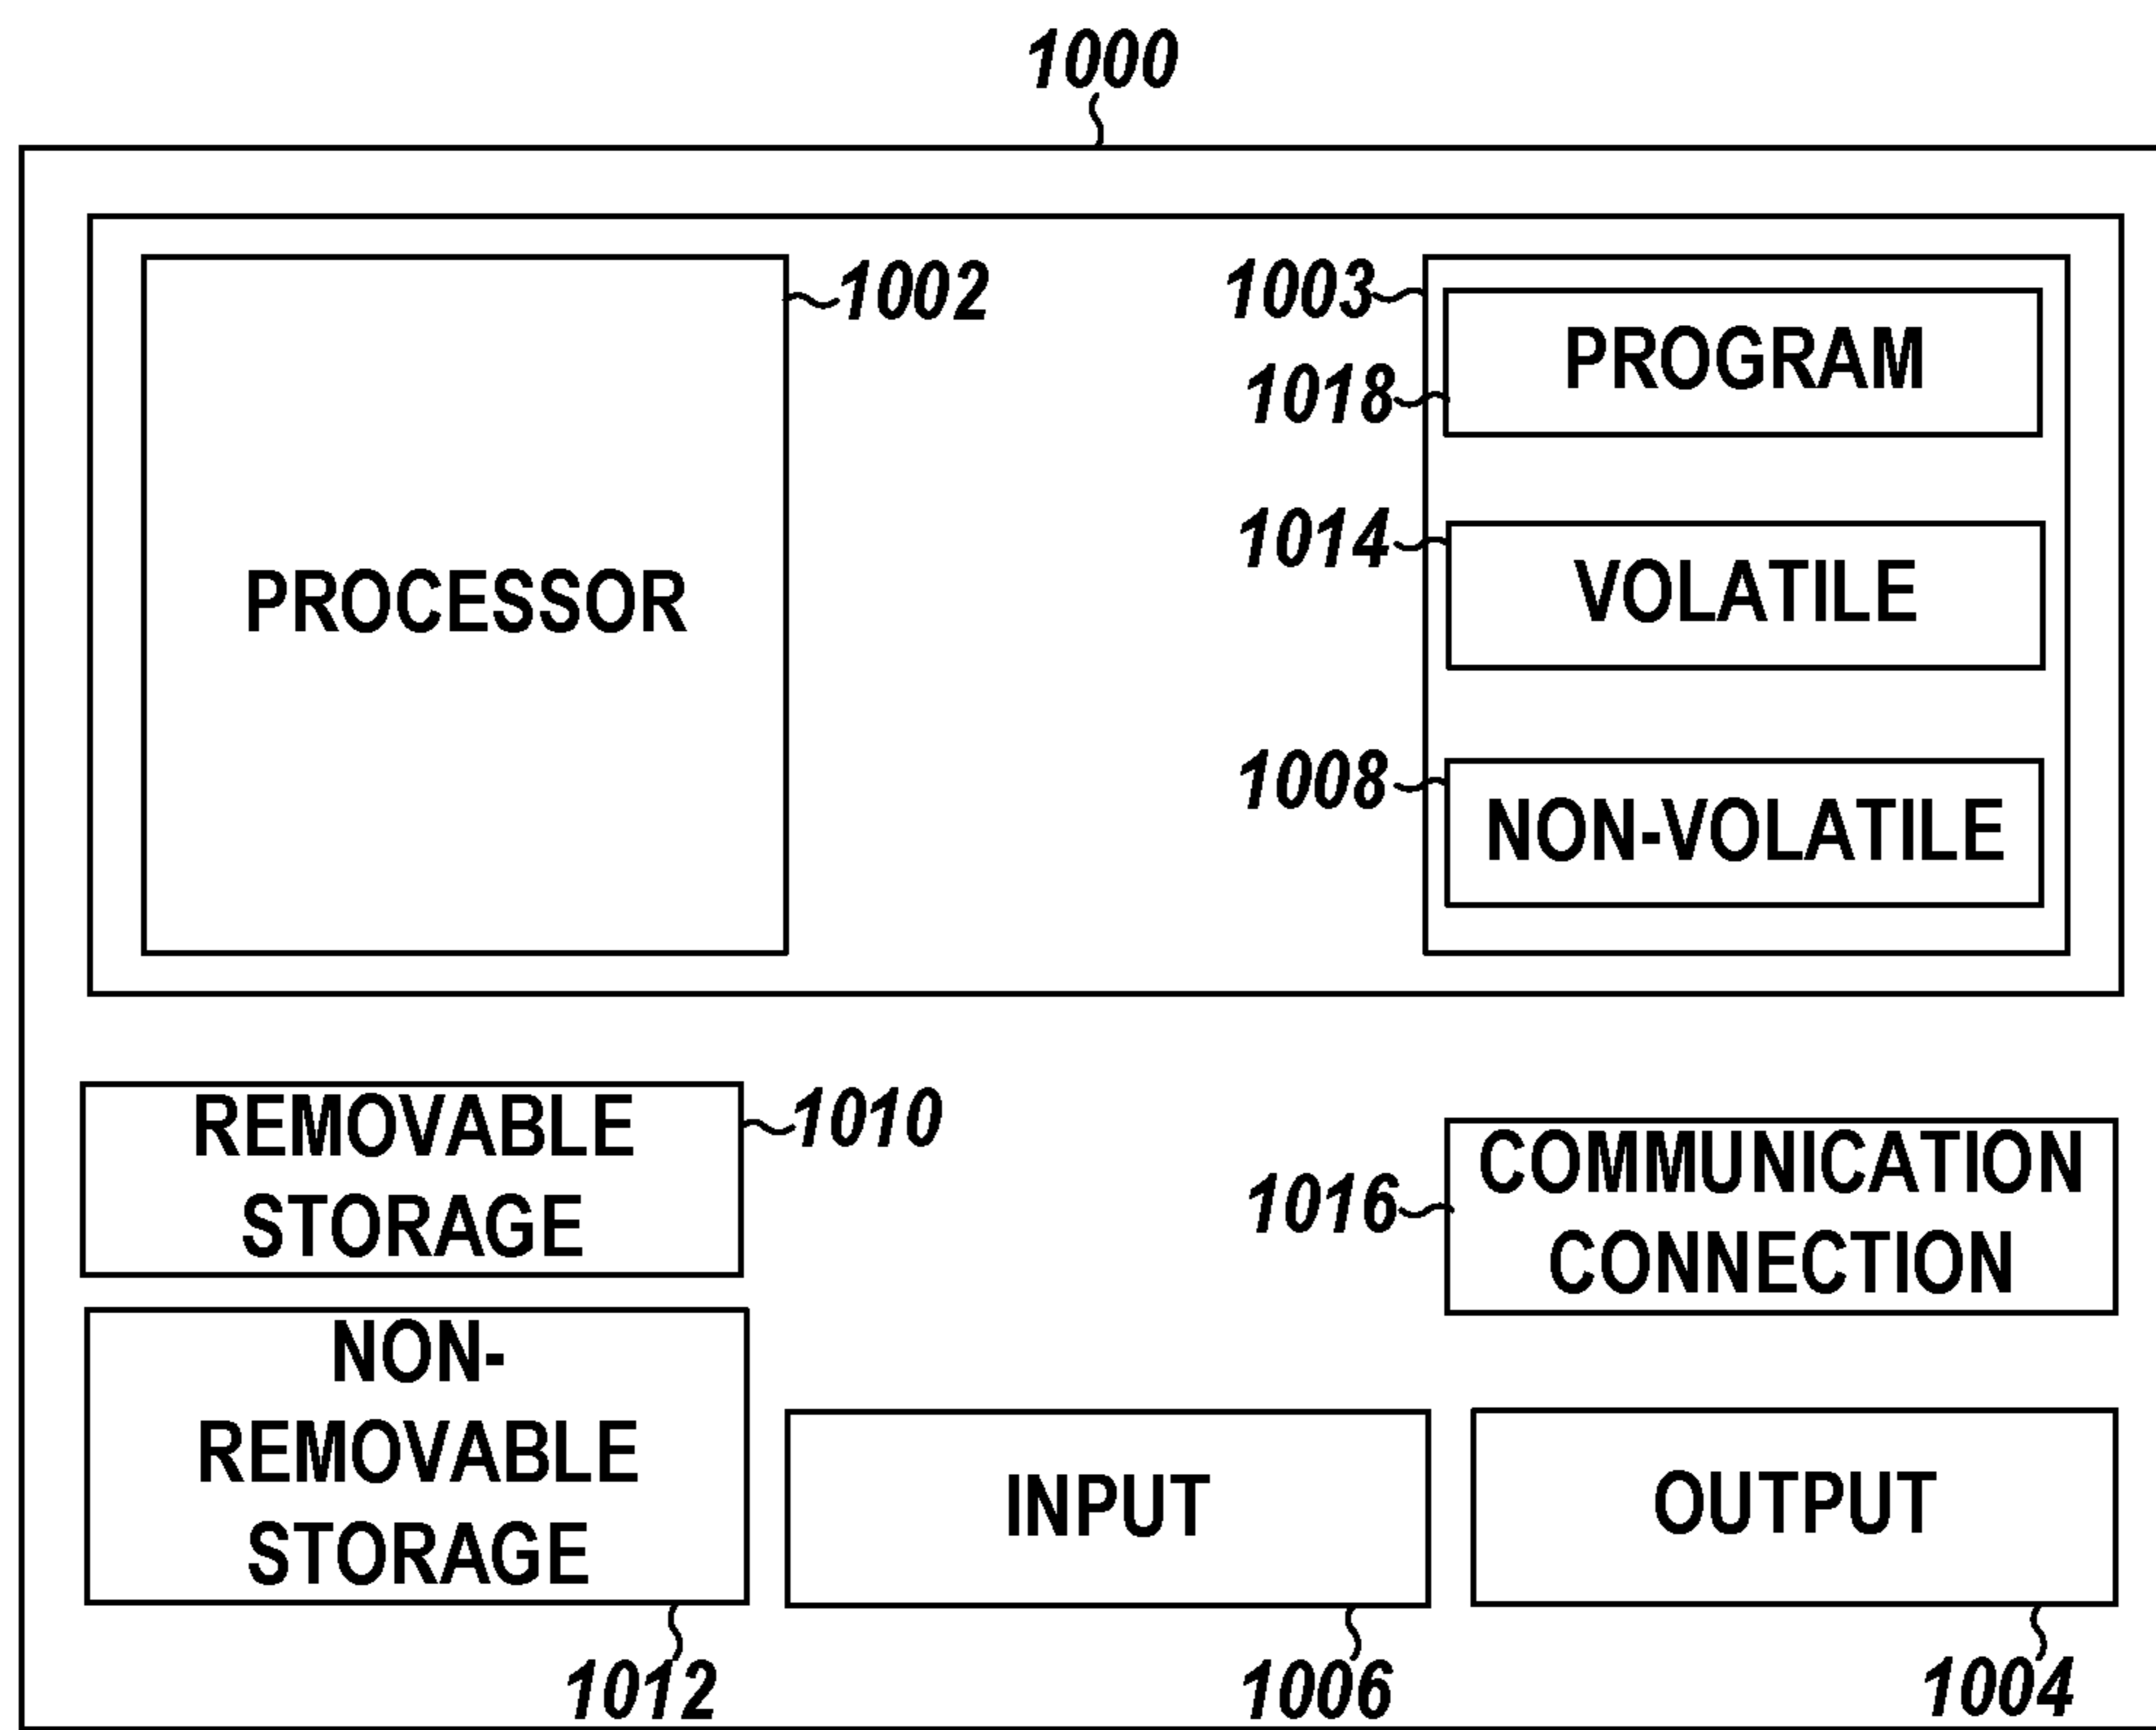 1000
1002
1003
PROGRAM
1018
PROCESSOR
1014
VOLATILE
1008
NON-VOLATILE
REMOVABLE
STORAGE
1010
1016
COMMUNICATION
CONNECTION
NON-
REMOVABLE
STORAGE
INPUT
OUTPUT
1012
1006
1004